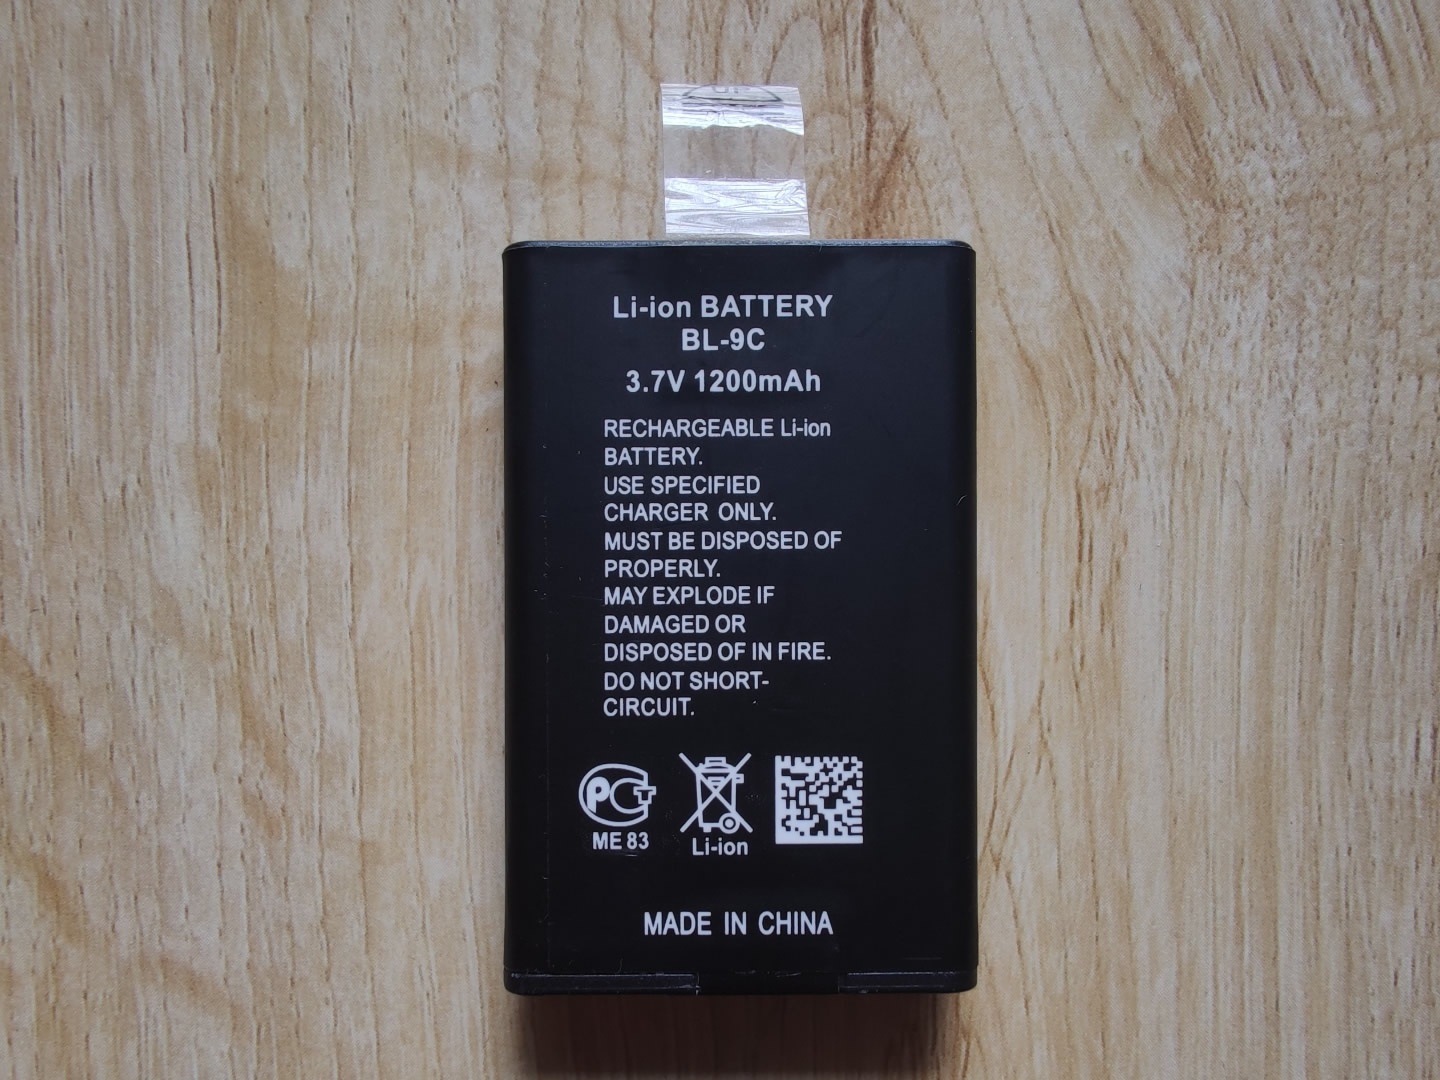 Li-ion BATTERY
BL-9C
3.7V 1200mAh
RECHARGEABLE Li-ion
BATTERY.
USE SPECIFIED
CHARGER ONLY.
MUST BE DISPOSED OF
PROPERLY.
MAY EXPLODE IF
DAMAGED OR
DISPOSED OF IN FIRE.
DO NOT SHORT-
CIRCUIT.
PCT
ME 83
Li-ion
MADE IN CHINA